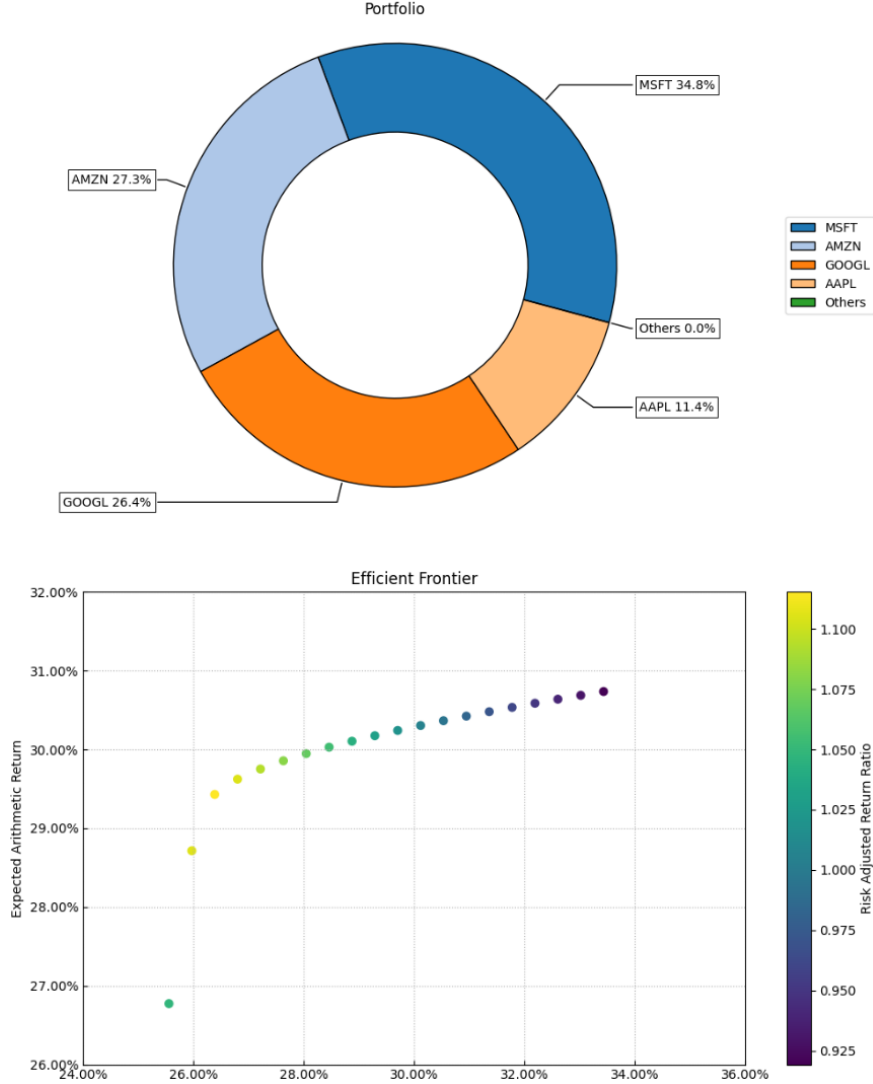 Portfolio
MSFT 34.8%
AMZN 27.3%
MSFT
AMZN
GOOGL
AAPL
Others
Others 0.0%
AAPL 11.4%
GOOGL 26.4%
Efficient Frontier
32.00%
31.00%
30.00%
29.00%
28.00%
27.00%
26.00%
Expected Arithmetic Return
24.00%
26.00%
28.00%
30.00%
32.00%
34.00%
36.00%
1.100
1.075
1.050
1.025
1.000
0.975
0.950
0.925
Risk Adjusted Return Ratio